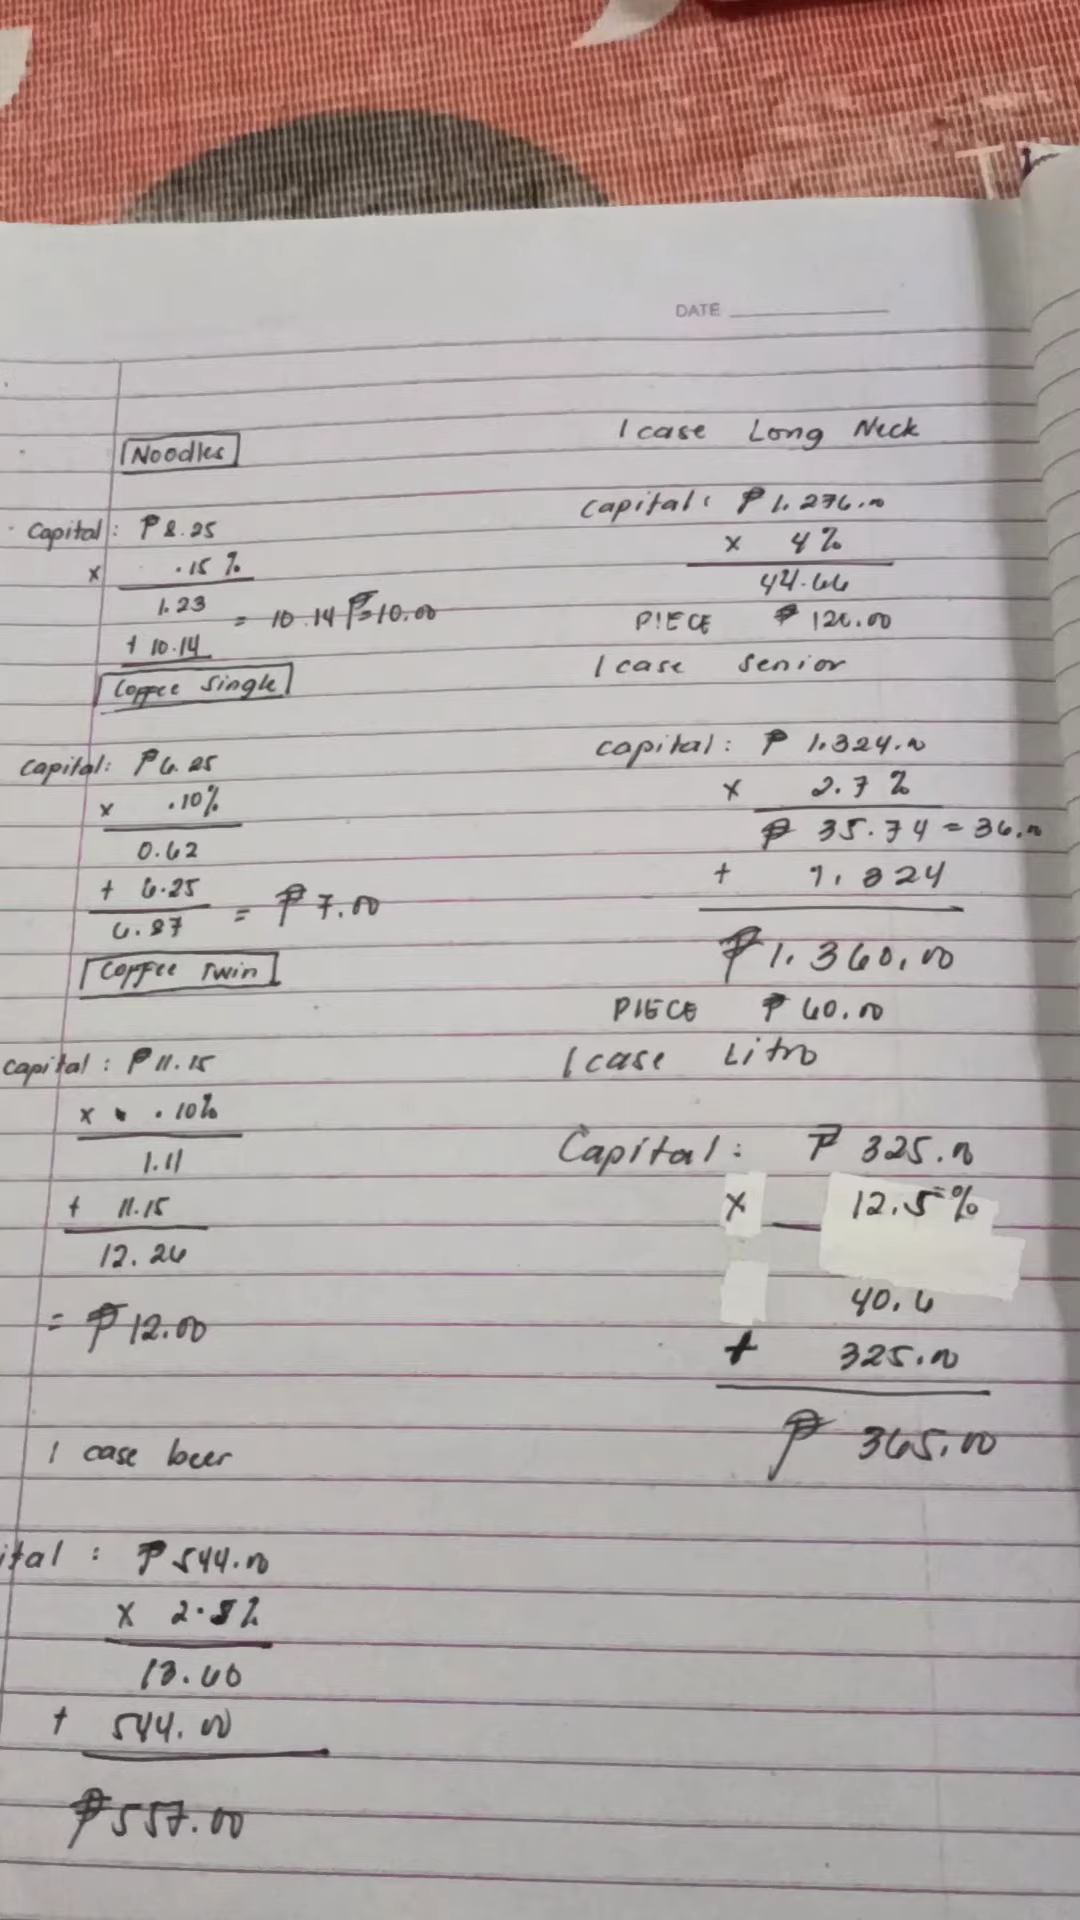 DATE
Noodles
Capital: ₱8.25
x .15%
1.23
+ 10.14 = 10.14 ₱10.00
Coffee Single
Capital: ₱6.25
x .10%
0.62
+ 6.25
6.87 = ₱7.00
Coffee Twin
Capital: ₱11.15
x .10%
1.11
+ 11.15
12.26
= ₱12.00
1 case beer
ital: ₱544.00
x 2.5%
13.60
+ 544.00
₱557.00
1 case Long Neck
Capital: ₱1,276.00
x 4%
44.66
PIECE ₱120.00
1 case Senior
capital: ₱1,324.00
x 2.7%
₱35.74 = 36.00
+ 1,324
₱1,360.00
PIECE ₱60.00
1 case Litro
Capital: ₱325.00
x 12.5%
40.6
+ 325.00
₱365.00